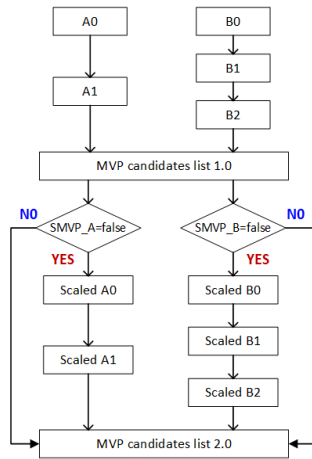 A0
B0
A1
B1
B2
MVP candidates list 1.0
NO
SMVP_A=false
SMVP_B=false
NO
YES
YES
Scaled A0
Scaled B0
Scaled A1
Scaled B1
Scaled B2
MVP candidates list 2.0